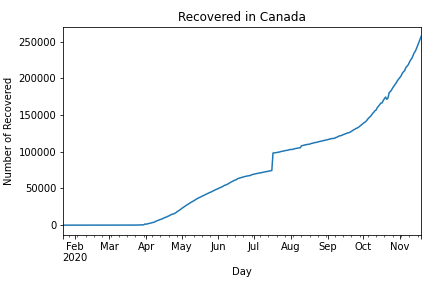 Recovered in Canada
Number of Recovered
250000
200000
150000
100000
50000
0
Feb Mar Apr May Jun Jul Aug Sep Oct Nov
2020
Day